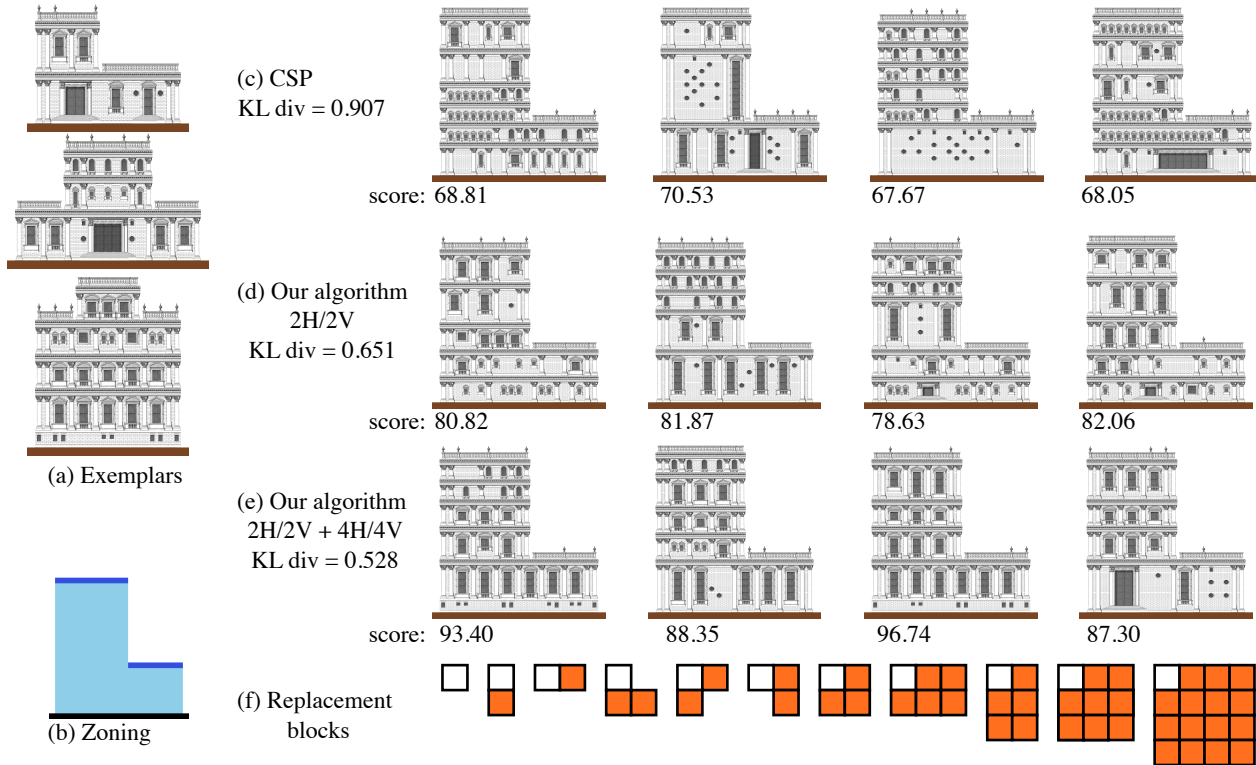 (c) CSP
KL div = 0.907
score: 68.81 70.53 67.67 68.05
(d) Our algorithm
2H/2V
KL div = 0.651
score: 80.82 81.87 78.63 82.06
(a) Exemplars
(e) Our algorithm
2H/2V + 4H/4V
KL div = 0.528
score: 93.40 88.35 96.74 87.30
(b) Zoning
(f) Replacement
blocks